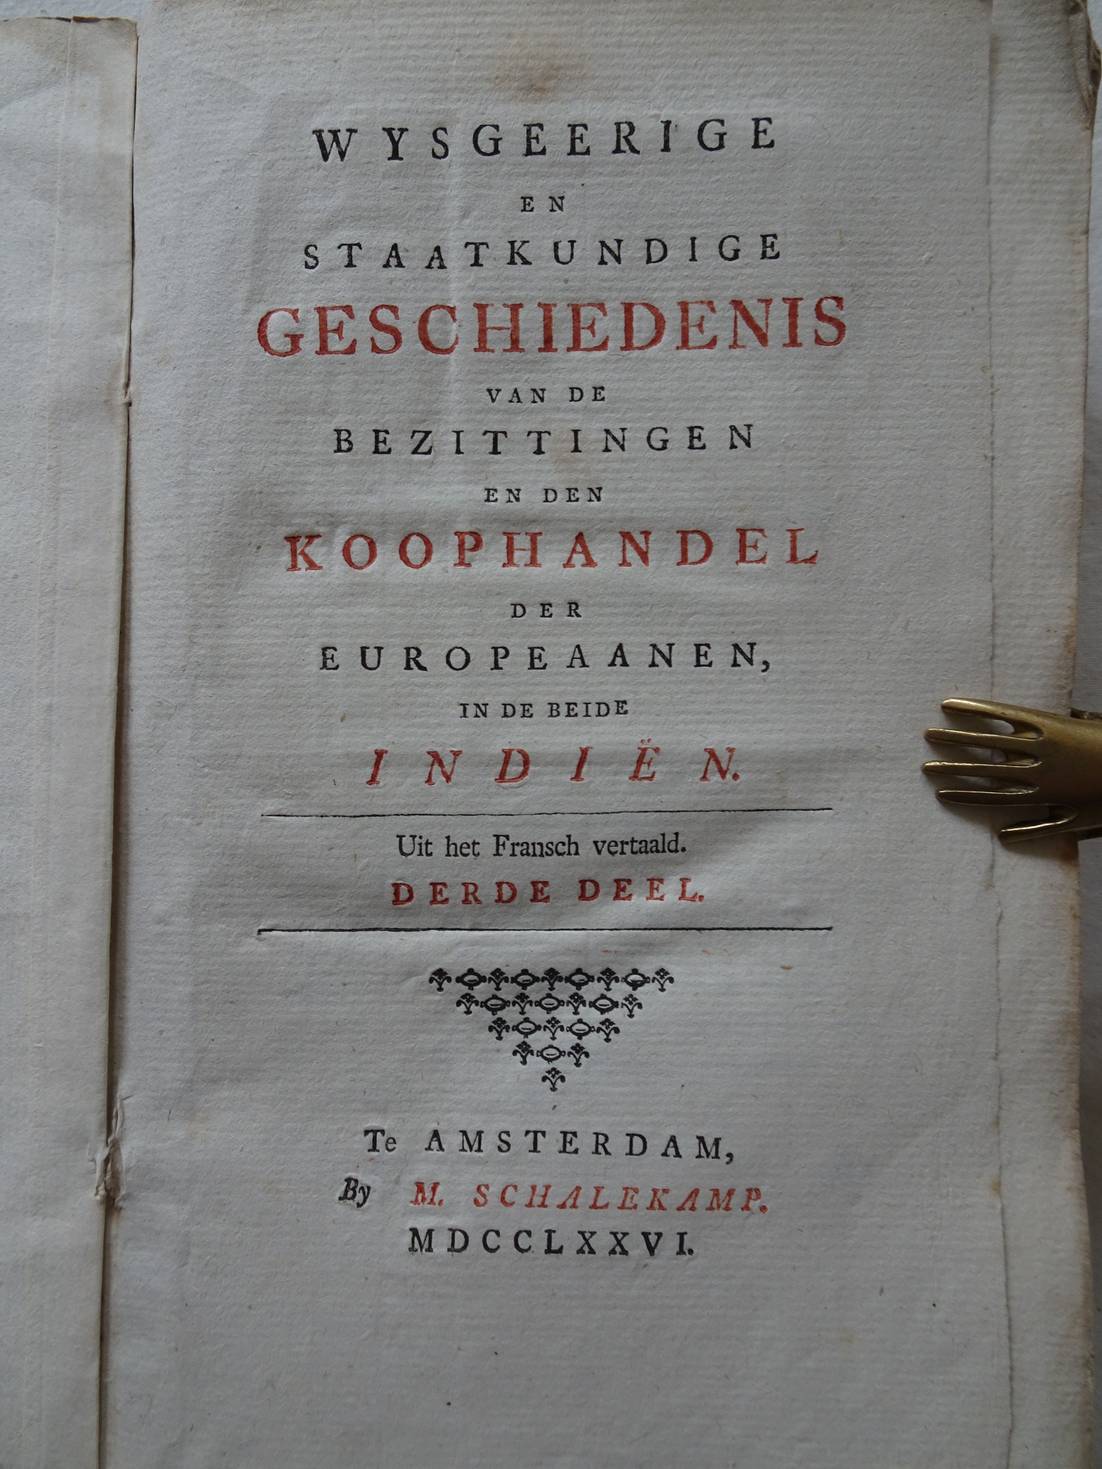 WYSGEERIGE
EN
STAATKUNDIGE
GESCHIEDENIS
VAN DE
BEZITTINGEN
EN DEN
KOOPHANDEL
DER
EUROPEAANEN,
IN DE BEIDE
INDIËN.
Uit het Fransch vertaald.
DERDE DEEL.
Te AMSTERDAM,
By M. SCHALEKAMP.
MDCCLXXVI.